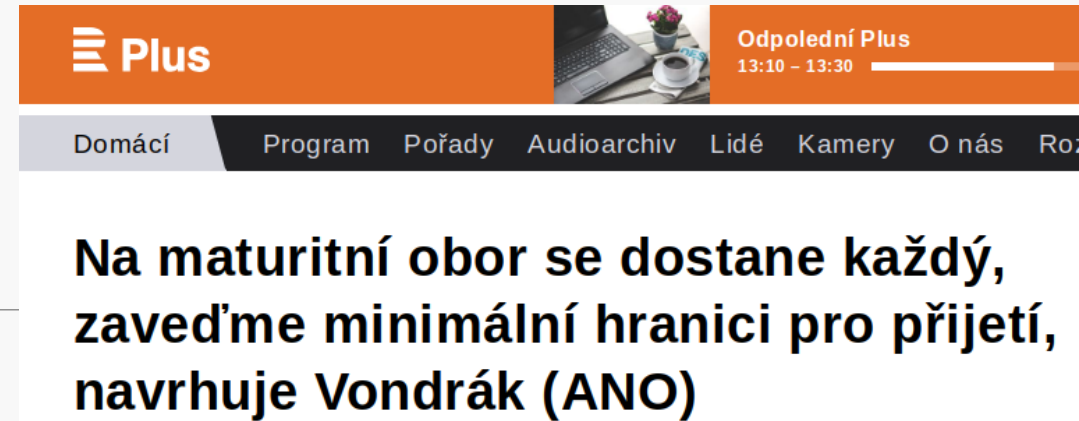 Plus
Odpolední Plus
13:10 – 13:30
Domácí Program Pořady Audioarchiv Lidé Kamery O nás
Na maturitní obor se dostane každý,
zaveďme minimální hranici pro přijetí,
navrhuje Vondrák (ANO)